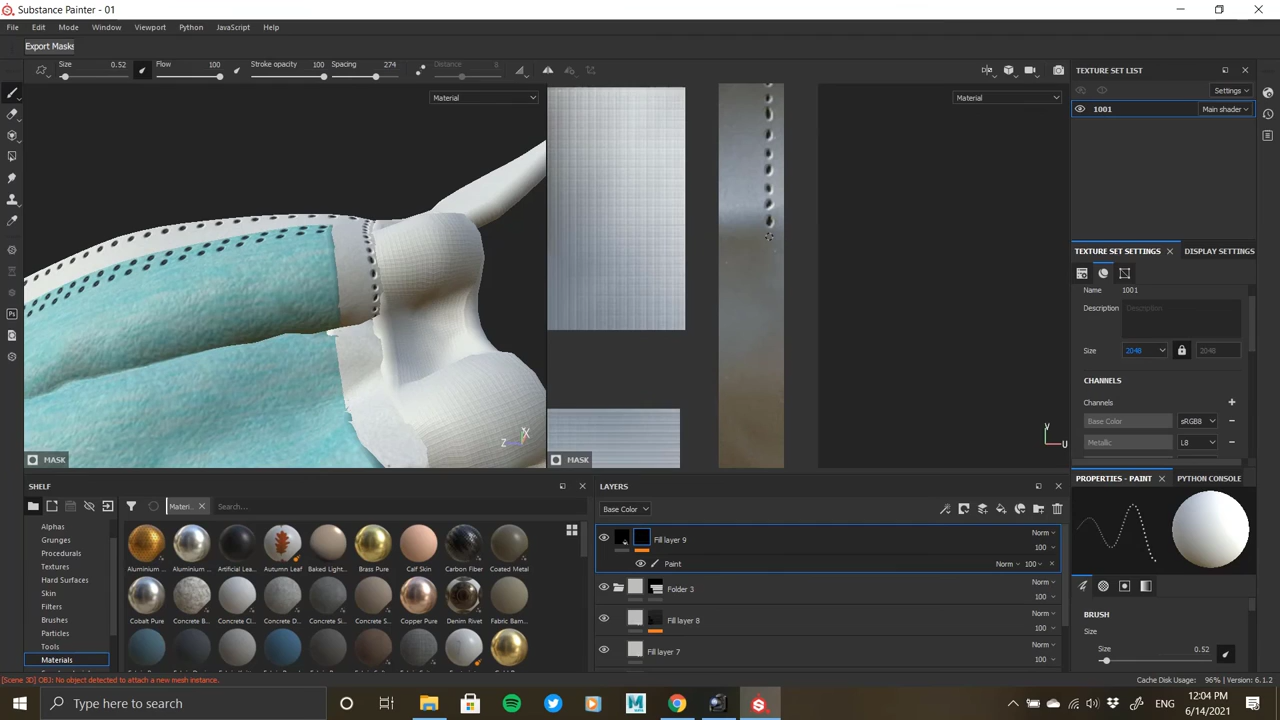 Substance Painter - 01
File Edit Mode Window Viewport Python JavaScript Help
Export Masks
Size 0.52 Flow 100 Stroke opacity 100 Spacing 274 Distance 8
Material
Material
MASK
MASK
TEXTURE SET LIST
Settings
1001 Main shader
TEXTURE SET SETTINGS DISPLAY SETTINGS
Name 1001
Description Description
Size 2048 2048
CHANNELS
Channels
Base Color sRGB8
Metallic L8
PROPERTIES - PAINT PYTHON CONSOLE
BRUSH
Size
Size 0.52
SHELF
Materi... Search...
Alphas
Grunges
Procedurals
Textures
Hard Surfaces
Skin
Filters
Brushes
Particles
Tools
Materials
Aluminium ... Aluminium ... Artificial Lea... Autumn Leaf Baked Light... Brass Pure Calf Skin Carbon Fiber Coated Metal
Cobalt Pure Concrete B... Concrete Cl... Concrete D... Concrete Si... Copper Pure Fabric Bam...
LAYERS
Base Color
Fill layer 9 Norm 100
Paint Norm 100
Folder 3 Norm 100
Fill layer 8 Norm 100
Fill layer 7 Norm 100
[Scene 3D] OBJ: No object detected to attach a new mesh instance.
Cache Disk Usage: 96% | Version: 6.1.2
Type here to search
ENG
12:04 PM
6/14/2021